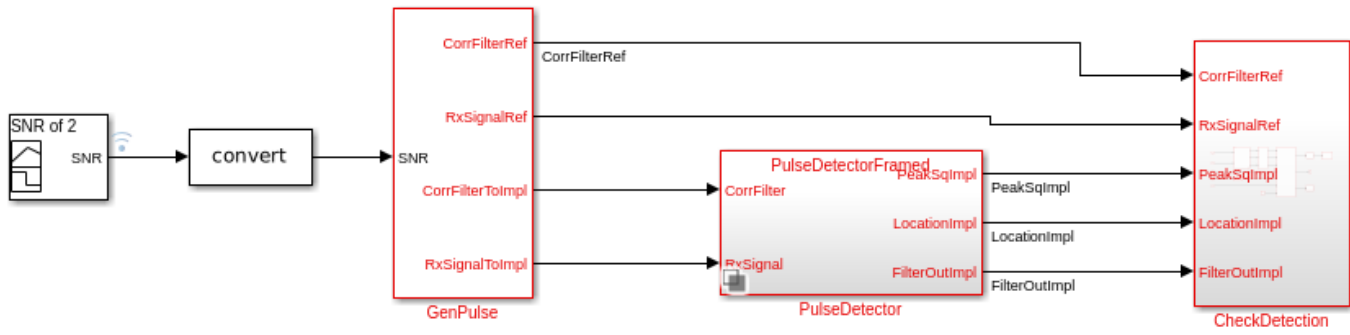 SNR of 2
SNR
convert
SNR
CorrFilterRef
RxSignalRef
CorrFilterToImpl
RxSignalToImpl
GenPulse
CorrFilterRef
PulseDetectorFramed
CorrFilter
RxSignal
PeakSqImpl
LocationImpl
FilterOutImpl
PulseDetector
PeakSqImpl
LocationImpl
FilterOutImpl
CorrFilterRef
RxSignalRef
PeakSqImpl
LocationImpl
FilterOutImpl
CheckDetection